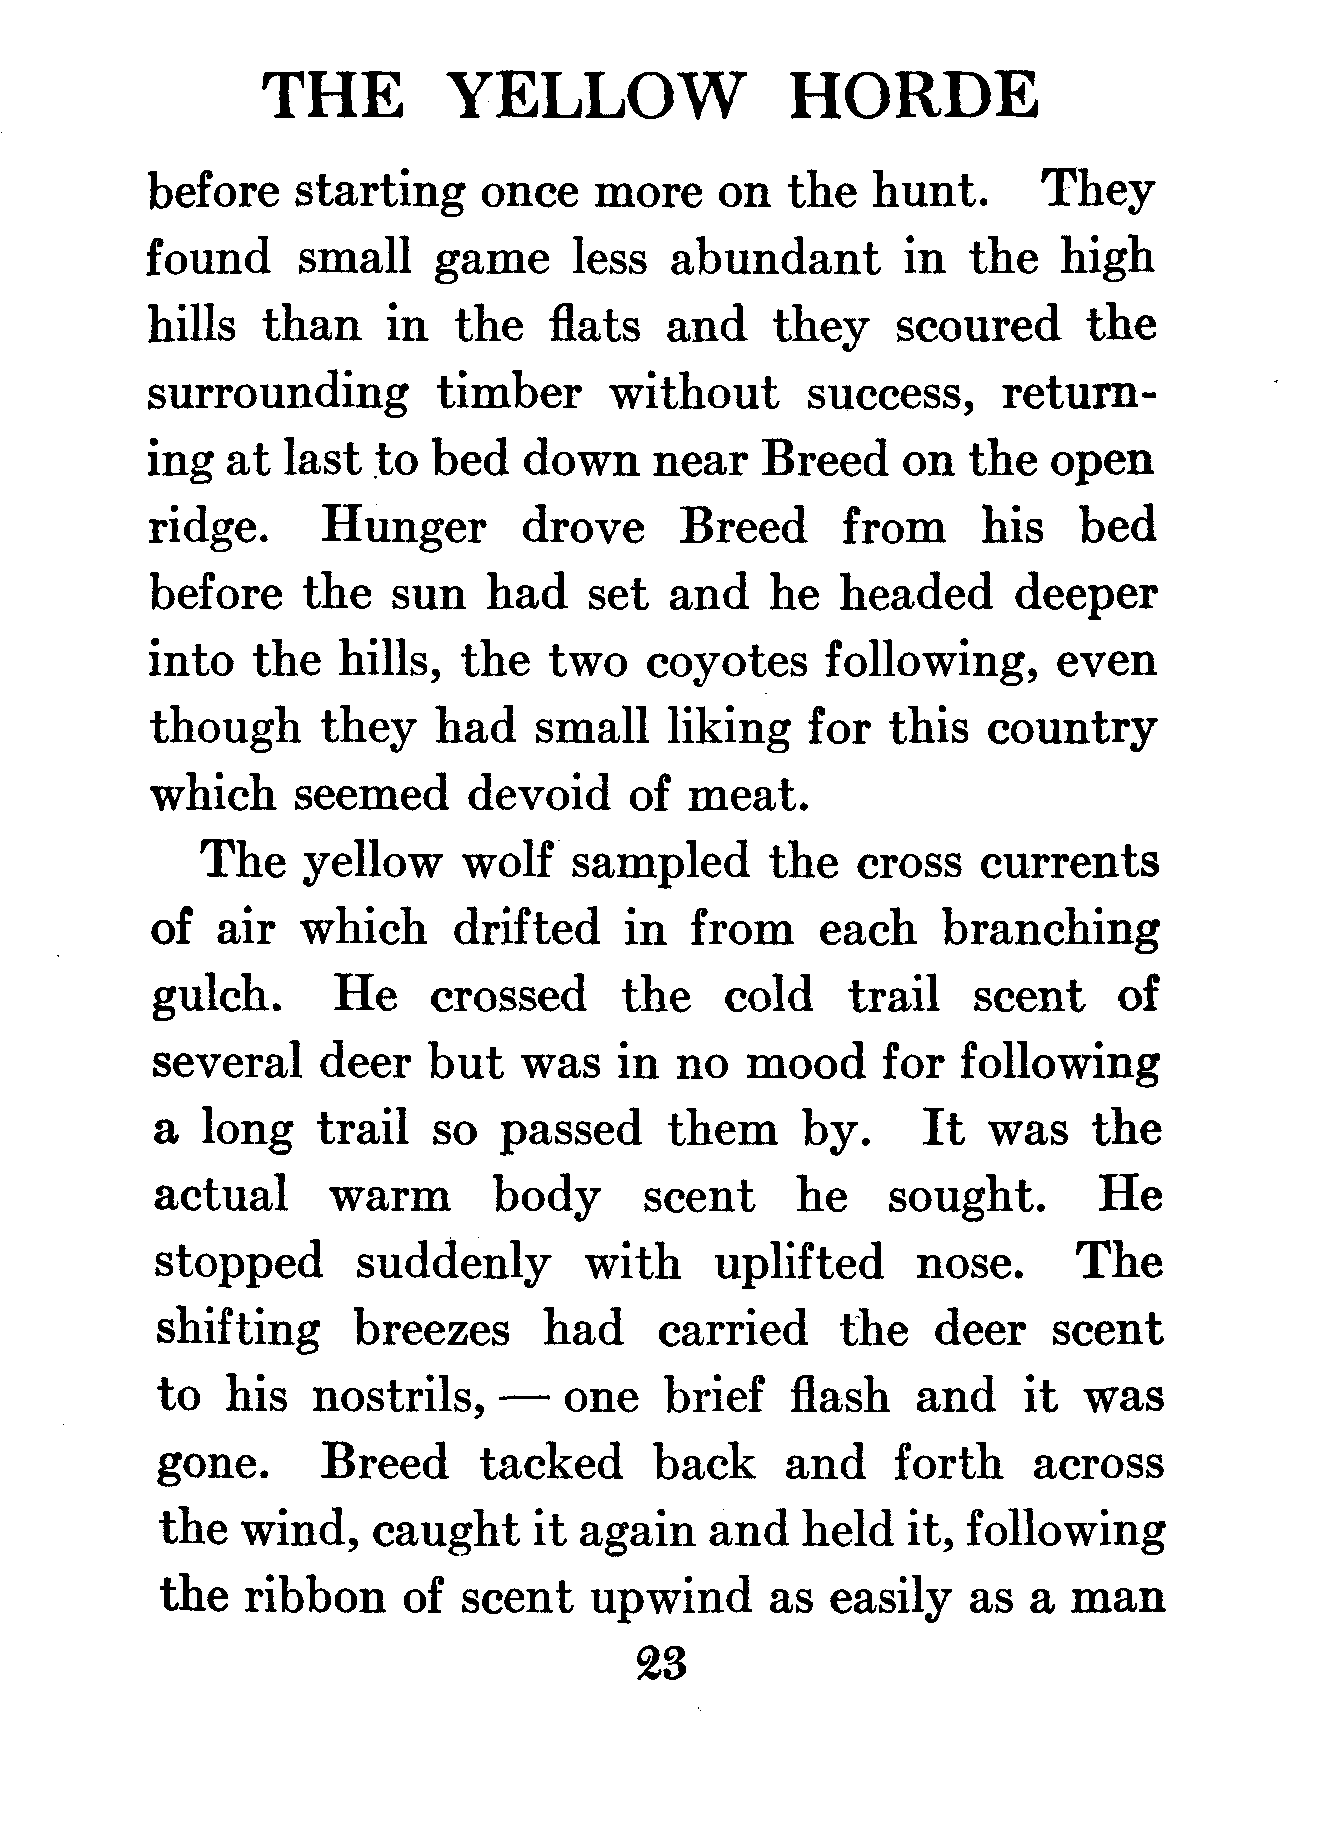 THE YELLOW HORDE
before starting once more on the hunt. They
found small game less abundant in the high
hills than in the flats and they scoured the
surrounding timber without success, return-
ing at last to bed down near Breed on the open
ridge. Hunger drove Breed from his bed
before the sun had set and he headed deeper
into the hills, the two coyotes following, even
though they had small liking for this country
which seemed devoid of meat.
The yellow wolf sampled the cross currents
of air which drifted in from each branching
gulch. He crossed the cold trail scent of
several deer but was in no mood for following
a long trail so passed them by. It was the
actual warm body scent he sought. He
stopped suddenly with uplifted nose. The
shifting breezes had carried the deer scent
to his nostrils, — one brief flash and it was
gone. Breed tacked back and forth across
the wind, caught it again and held it, following
the ribbon of scent upwind as easily as a man
23